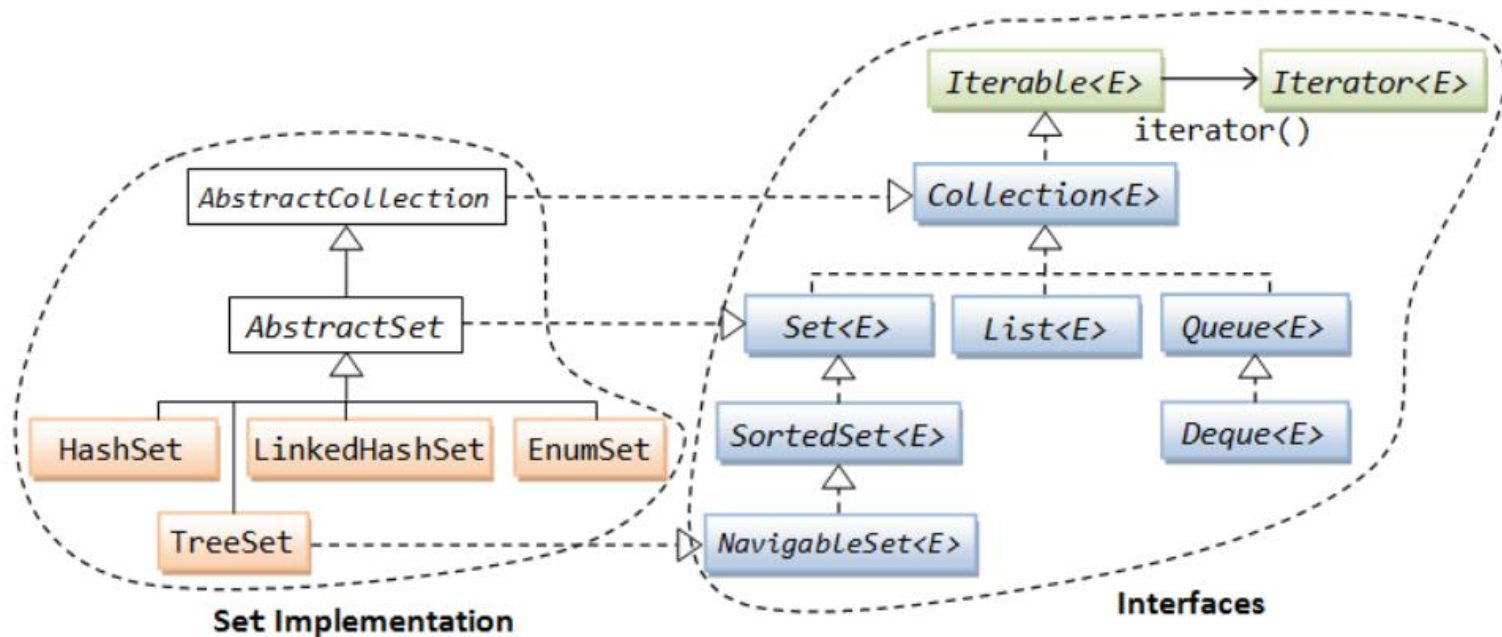 Iterable<E>
Iterator<E>
iterator()
AbstractCollection
Collection<E>
AbstractSet
Set<E>
List<E>
Queue<E>
HashSet
LinkedHashSet
EnumSet
SortedSet<E>
Deque<E>
TreeSet
NavigableSet<E>
Set Implementation
Interfaces